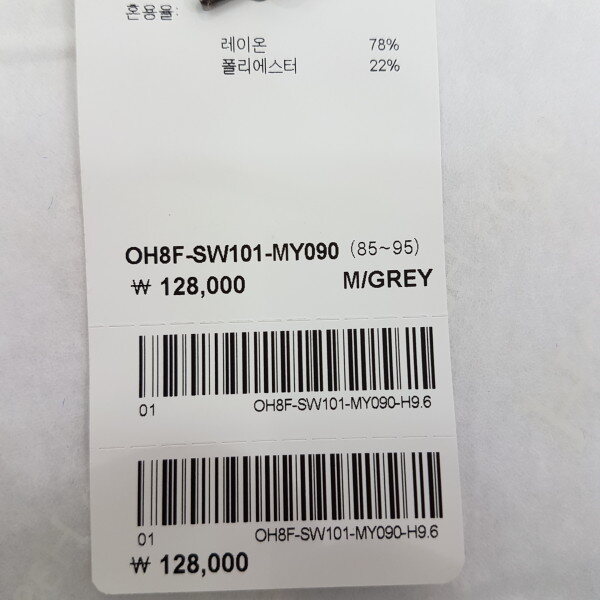 혼용율:
레이온 78%
폴리에스터 22%
OH8F-SW101-MY090 (85~95)
₩ 128,000 M/GREY
01 OH8F-SW101-MY090-H9.6
01 OH8F-SW101-MY090-H9.6
₩ 128,000